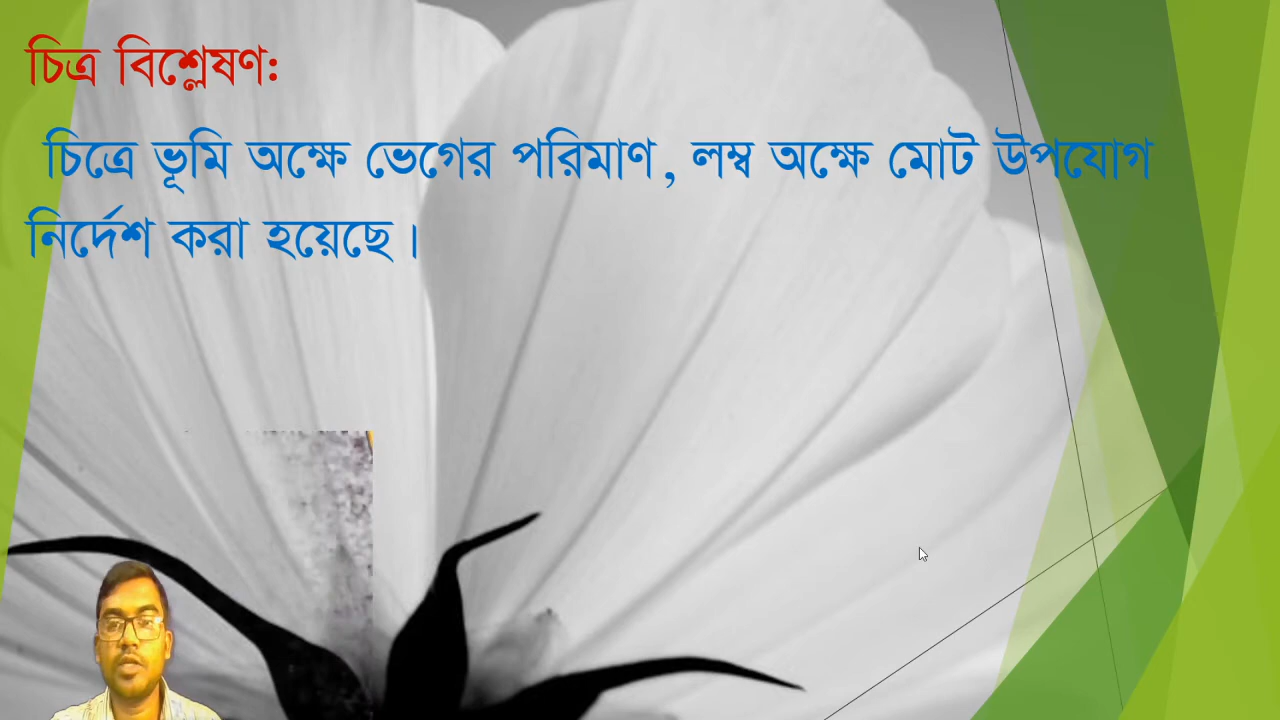 চিত্র বিশ্লেষণ:
চিত্রে ভূমি অক্ষে ভেগের পরিমাণ, লম্ব অক্ষে মোট উপযোগ
নির্দেশ করা হয়েছে।